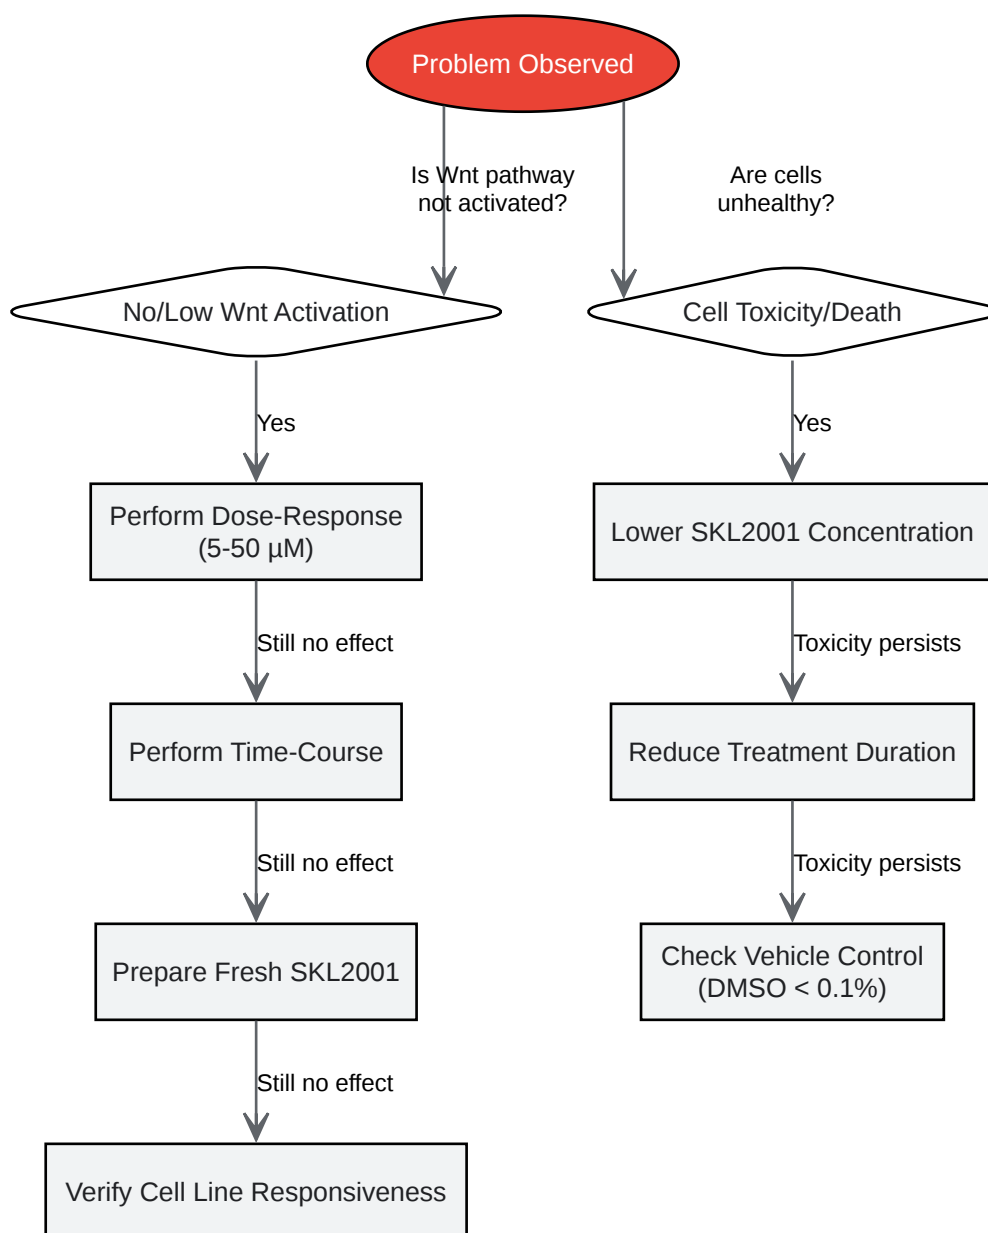 Problem Observed
Is Wnt pathway
not activated?
Are cells
unhealthy?
No/Low Wnt Activation
Cell Toxicity/Death
Yes
Yes
Perform Dose-Response
(5-50 µM)
Lower SKL2001 Concentration
Still no effect
Toxicity persists
Perform Time-Course
Reduce Treatment Duration
Still no effect
Toxicity persists
Prepare Fresh SKL2001
Check Vehicle Control
(DMSO < 0.1%)
Still no effect
Verify Cell Line Responsiveness